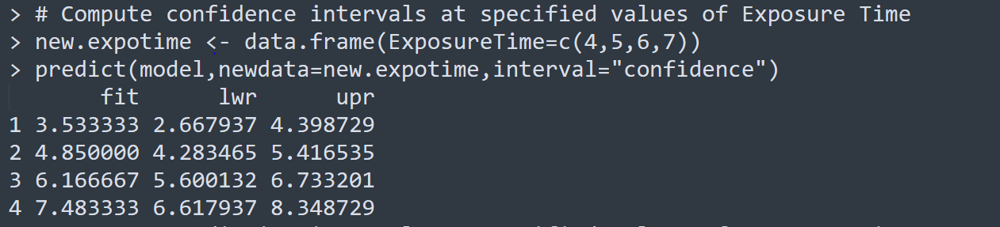 > # Compute confidence intervals at specified values of Exposure Time
> new.expotime <- data.frame(ExposureTime=c(4,5,6,7))
> predict(model,newdata=new.expotime,interval="confidence")
       fit      lwr      upr
1 3.533333 2.667937 4.398729
2 4.850000 4.283465 5.416535
3 6.166667 5.600132 6.733201
4 7.483333 6.617937 8.348729